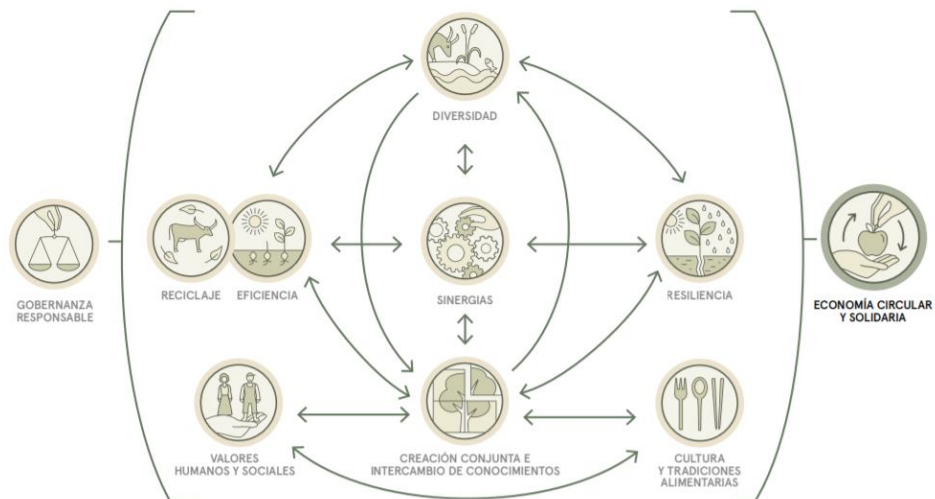 DIVERSIDAD
GOBERNANZA
RESPONSABLE
RECICLAJE
EFICIENCIA
SINERGIAS
RESILIENCIA
ECONOMÍA CIRCULAR
Y SOLIDARIA
VALORES
HUMANOS Y SOCIALES
CREACIÓN CONJUNTA E
INTERCAMBIO DE CONOCIMIENTOS
CULTURA
Y TRADICIONES
ALIMENTARIAS